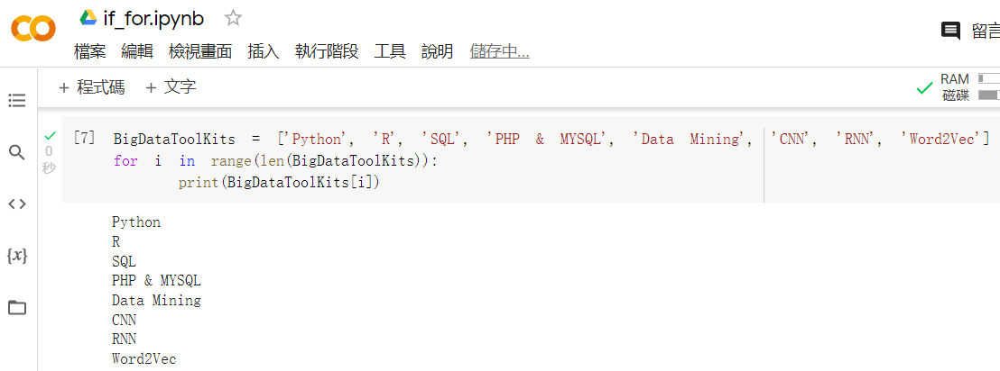 if_for.ipynb
留言
檔案 編輯 檢視畫面 插入 執行階段 工具 說明 儲存中...
+ 程式碼 + 文字
RAM
磁碟
[7] BigDataToolKits = ['Python', 'R', 'SQL', 'PHP & MYSQL', 'Data Mining', 'CNN', 'RNN', 'Word2Vec']
0
秒
for i in range(len(BigDataToolKits)):
print(BigDataToolKits[i])
Python
R
SQL
PHP & MYSQL
{x}
Data Mining
CNN
RNN
Word2Vec